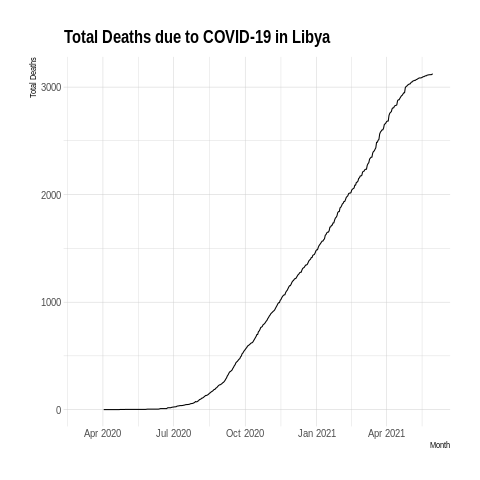 Total Deaths due to COVID-19 in Libya
Total Deaths
3000
2000
1000
0
Apr 2020 Jul 2020 Oct 2020 Jan 2021 Apr 2021
Month